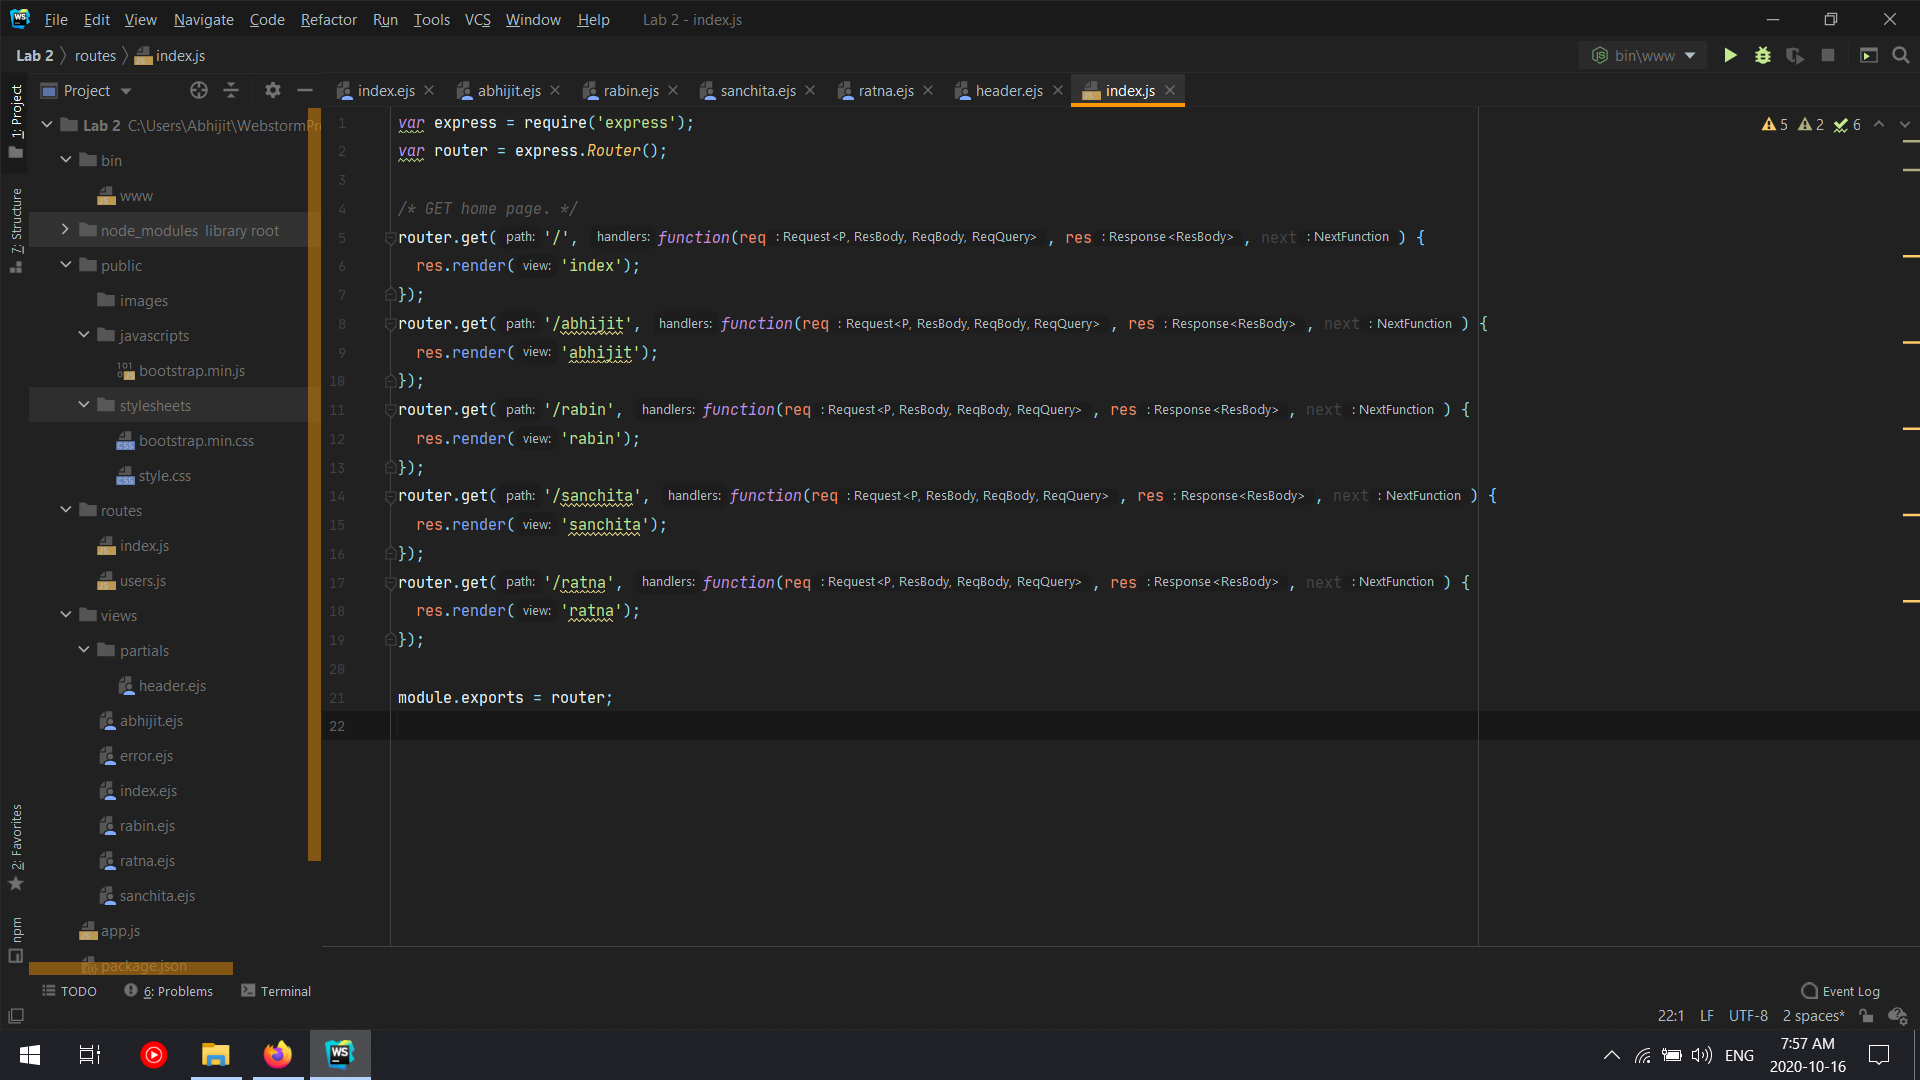 WS File Edit View Navigate Code Refactor Run Tools VCS Window Help Lab 2 - index.js
Lab 2 routes index.js bin\www
Project index.ejs abhijit.ejs rabin.ejs sanchita.ejs ratna.ejs header.ejs index.js
1: Project
7: Structure
2: Favorites
npm
Lab 2 C:\Users\Abhijit\WebstormPr
bin
www
node_modules library root
public
images
javascripts
bootstrap.min.js
stylesheets
bootstrap.min.css
style.css
routes
index.js
users.js
views
partials
header.ejs
abhijit.ejs
error.ejs
index.ejs
rabin.ejs
ratna.ejs
sanchita.ejs
app.js
package.json
5 2 6
1 var express = require('express');
2 var router = express.Router();
3
4 /* GET home page. */
5 router.get( path: '/', handlers: function(req : Request<P, ResBody, ReqBody, ReqQuery> , res : Response<ResBody> , next : NextFunction ) {
6 res.render( view: 'index');
7 });
8 router.get( path: '/abhijit', handlers: function(req : Request<P, ResBody, ReqBody, ReqQuery> , res : Response<ResBody> , next : NextFunction ) {
9 res.render( view: 'abhijit');
10 });
11 router.get( path: '/rabin', handlers: function(req : Request<P, ResBody, ReqBody, ReqQuery> , res : Response<ResBody> , next : NextFunction ) {
12 res.render( view: 'rabin');
13 });
14 router.get( path: '/sanchita', handlers: function(req : Request<P, ResBody, ReqBody, ReqQuery> , res : Response<ResBody> , next : NextFunction ) {
15 res.render( view: 'sanchita');
16 });
17 router.get( path: '/ratna', handlers: function(req : Request<P, ResBody, ReqBody, ReqQuery> , res : Response<ResBody> , next : NextFunction ) {
18 res.render( view: 'ratna');
19 });
20
21 module.exports = router;
22
TODO 6: Problems Terminal Event Log
22:1 LF UTF-8 2 spaces*
WS ENG 7:57 AM
2020-10-16